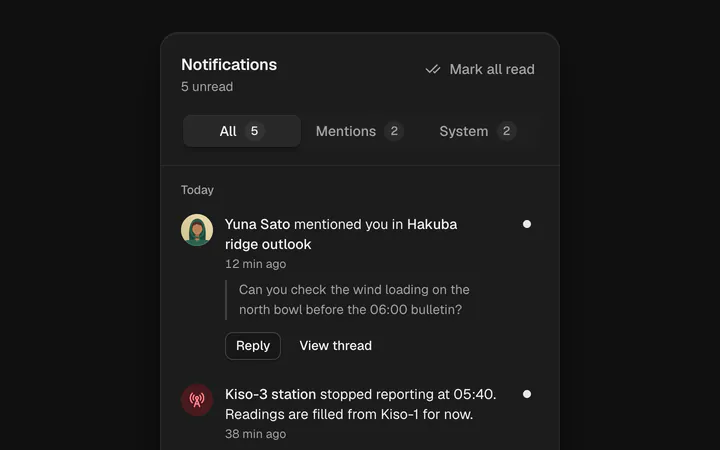 Notifications
5 unread
Mark all read
All 5
Mentions 2
System 2
Today
Yuna Sato mentioned you in Hakuba
ridge outlook
12 min ago
Can you check the wind loading on the
north bowl before the 06:00 bulletin?
Reply
View thread
Kiso-3 station stopped reporting at 05:40.
Readings are filled from Kiso-1 for now.
38 min ago